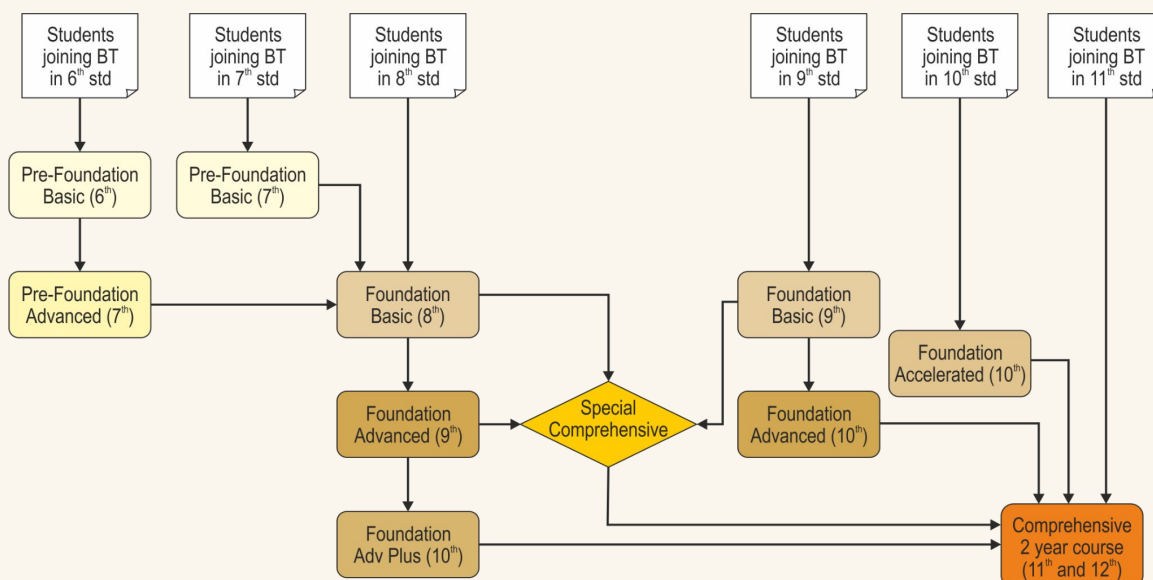 Students
joining BT
in 6th std
Students
joining BT
in 7th std
Students
joining BT
in 8th std
Students
joining BT
in 9th std
Students
joining BT
in 10th std
Students
joining BT
in 11th std
Pre-Foundation
Basic (6th)
Pre-Foundation
Basic (7th)
Pre-Foundation
Advanced (7th)
Foundation
Basic (8th)
Foundation
Basic (9th)
Foundation
Accelerated (10th)
Foundation
Advanced (9th)
Special
Comprehensive
Foundation
Advanced (10th)
Foundation
Adv Plus (10th)
Comprehensive
2 year course
(11th and 12th)